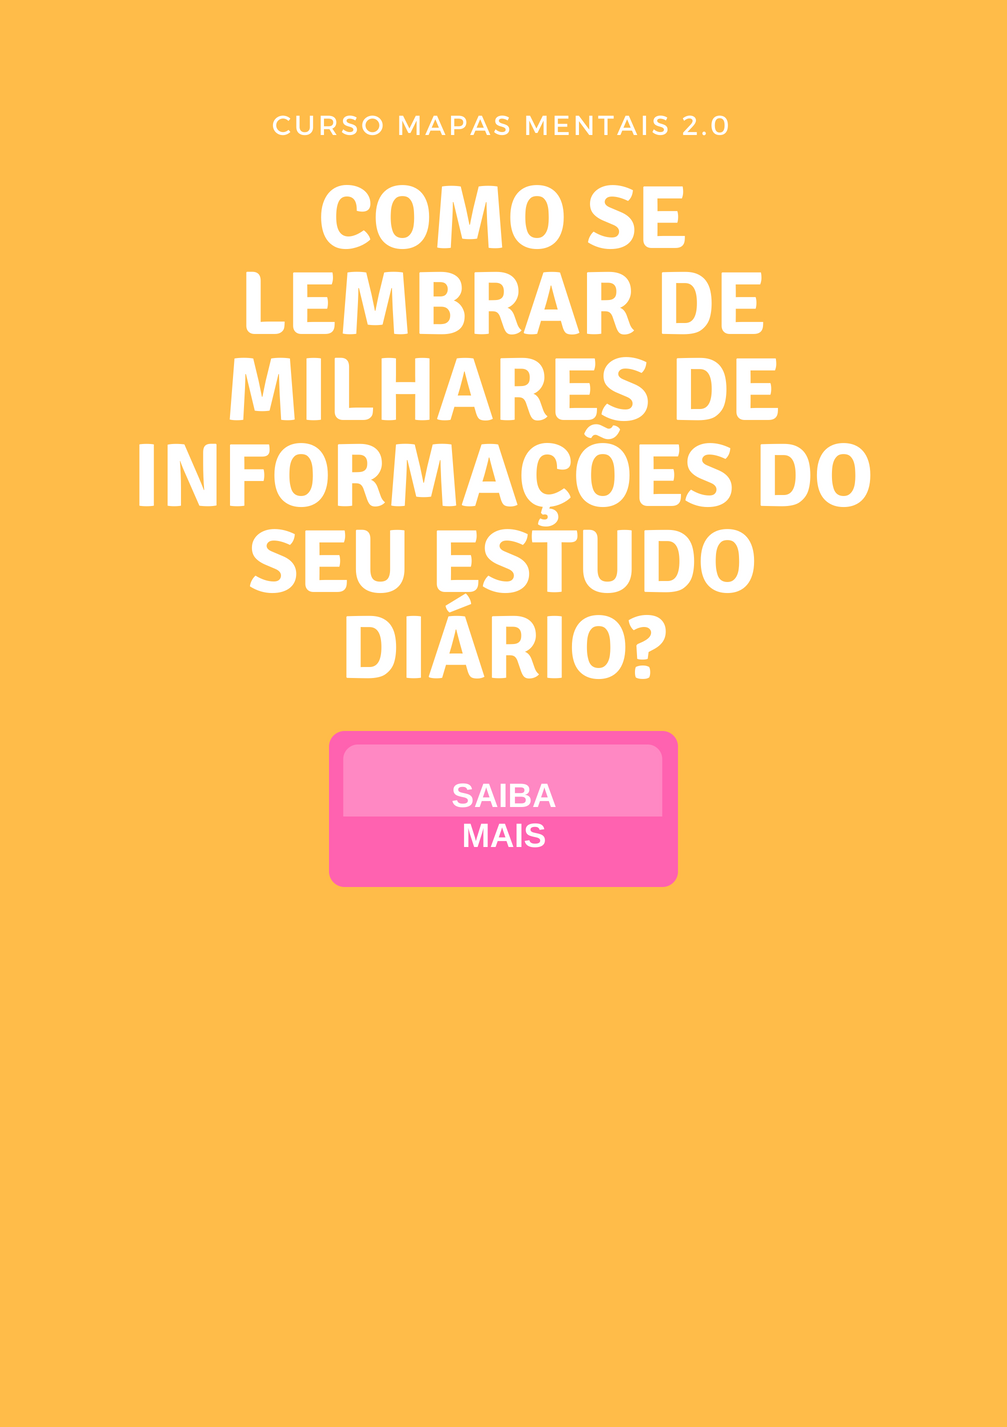 CURSO MAPAS MENTAIS 2.0
COMO SE
LEMBRAR DE
MILHARES DE
INFORMAÇÕES DO
SEU ESTUDO
DIÁRIO?
SAIBA
MAIS